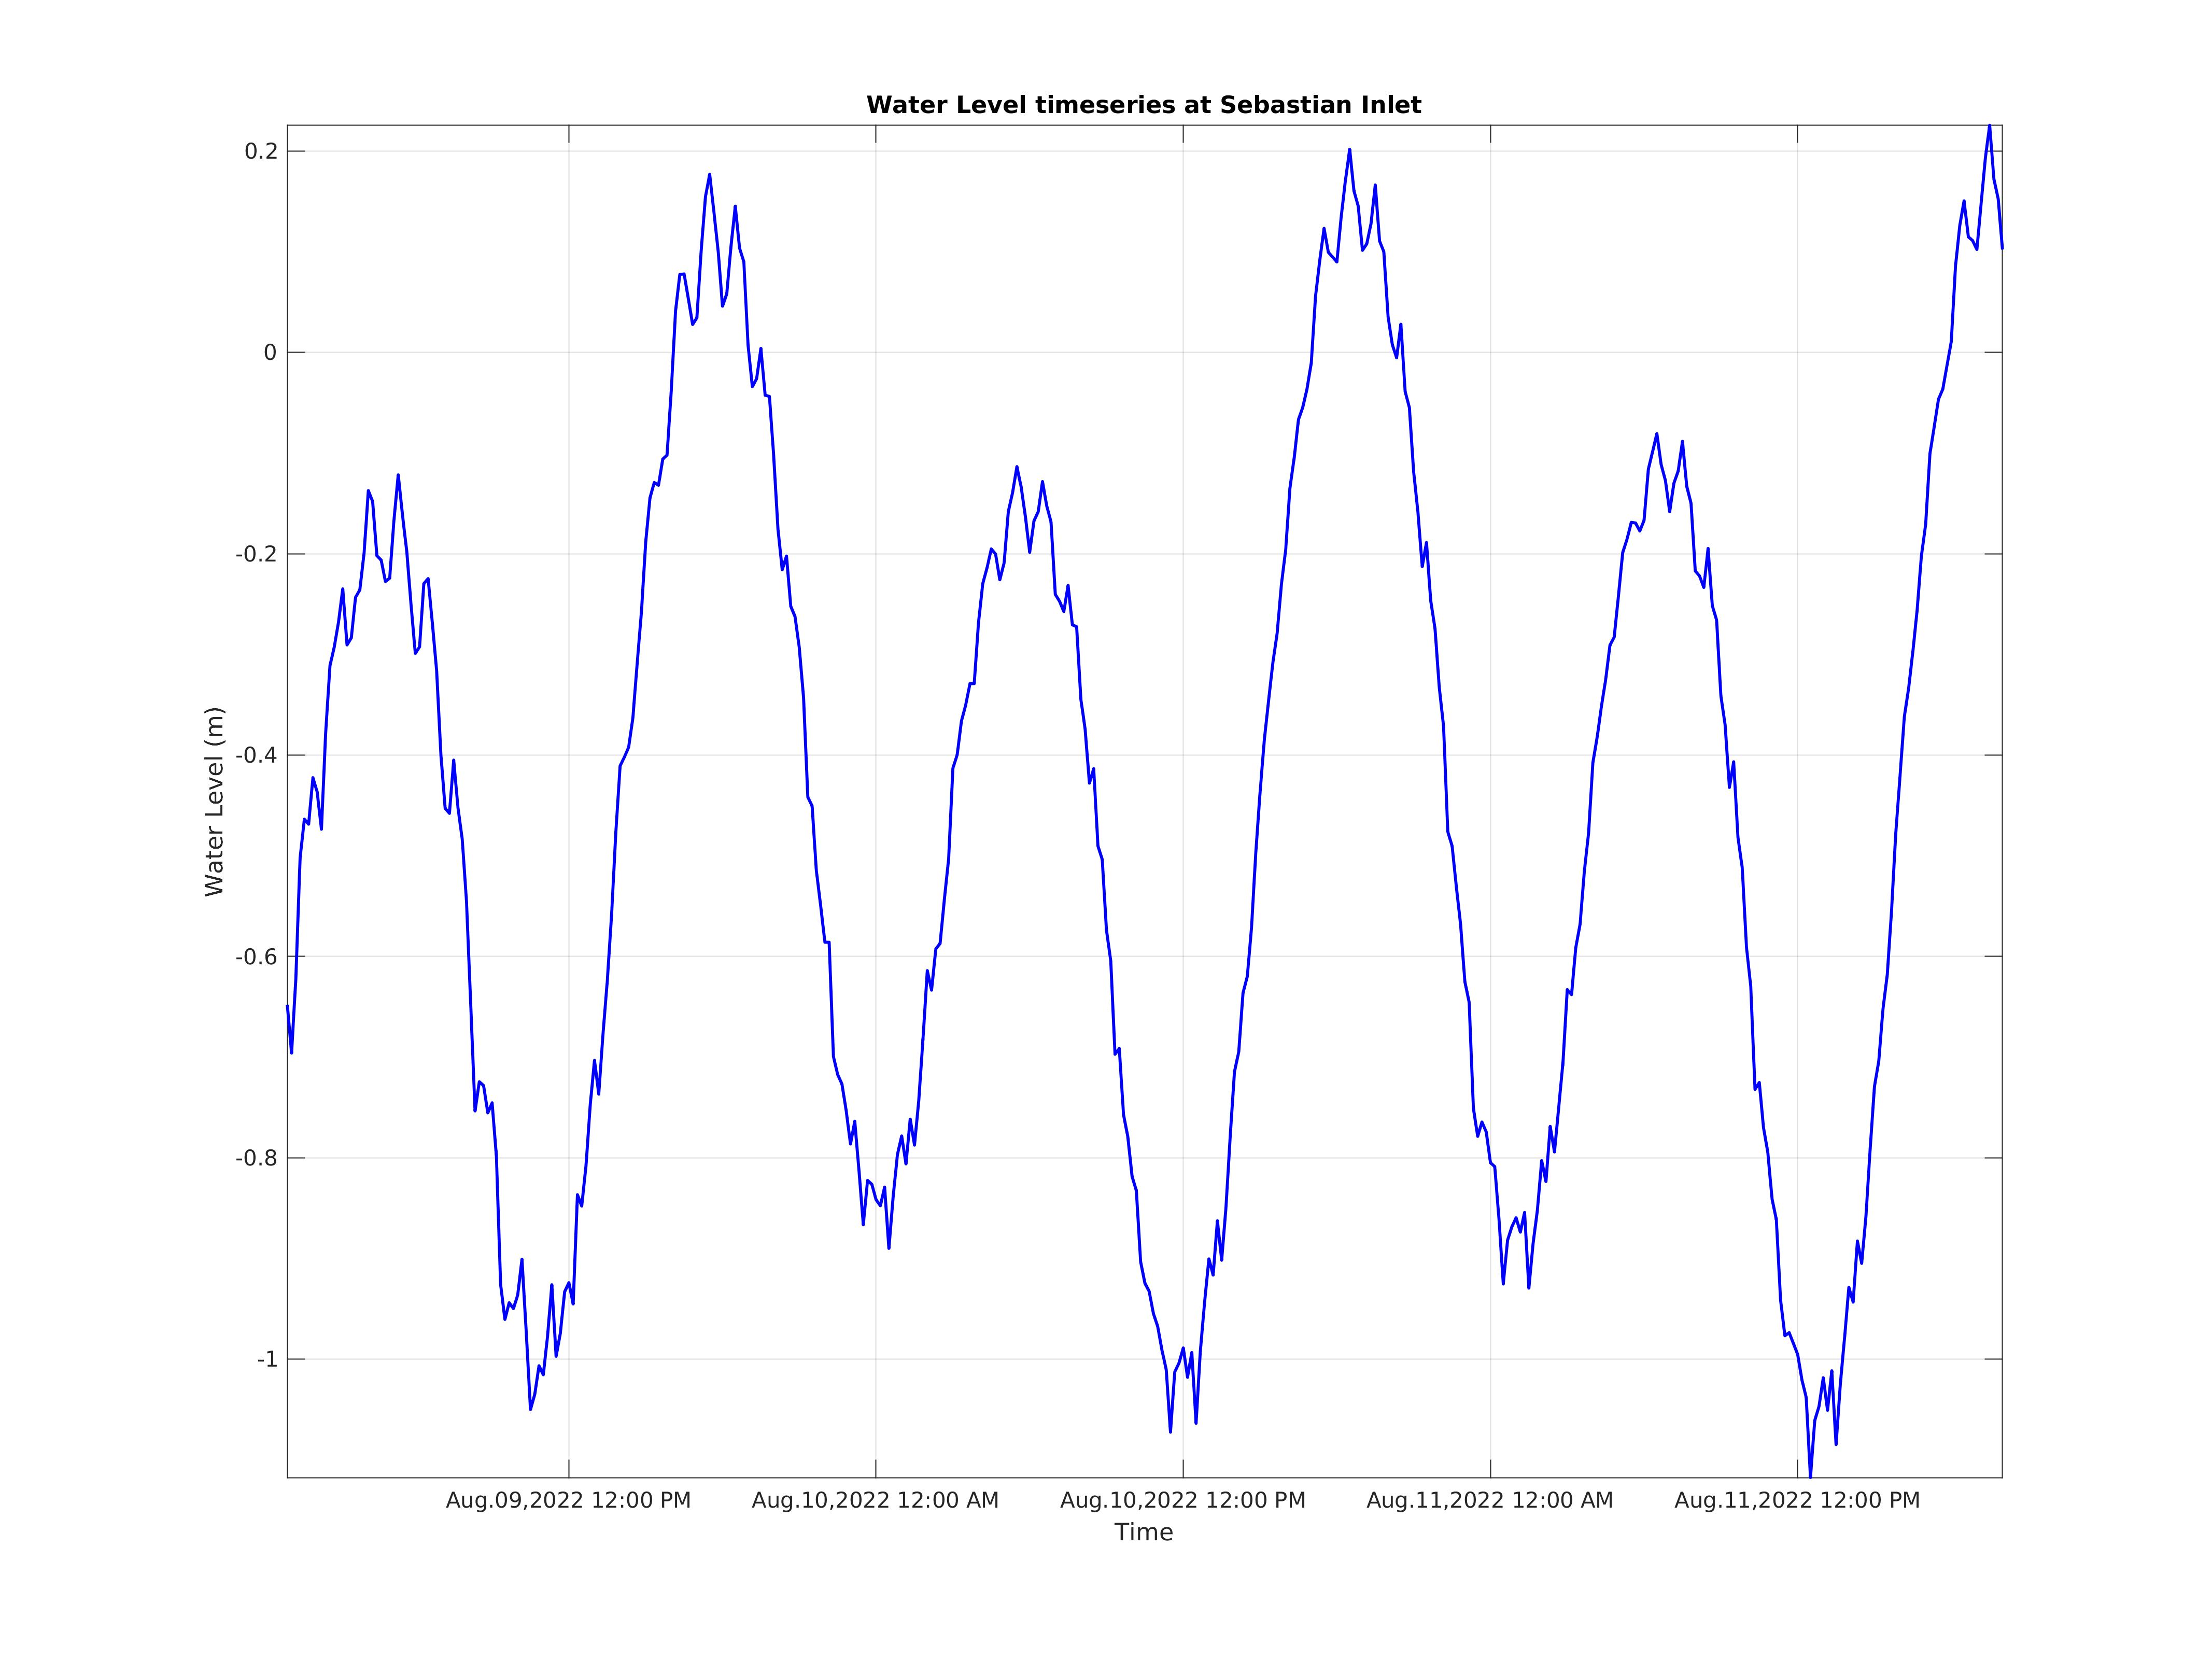 Water Level timeseries at Sebastian Inlet
0.2
0
-0.2
-0.4
-0.6
-0.8
-1
Water Level (m)
Aug.09,2022 12:00 PM
Aug.10,2022 12:00 AM
Aug.10,2022 12:00 PM
Aug.11,2022 12:00 AM
Aug.11,2022 12:00 PM
Time